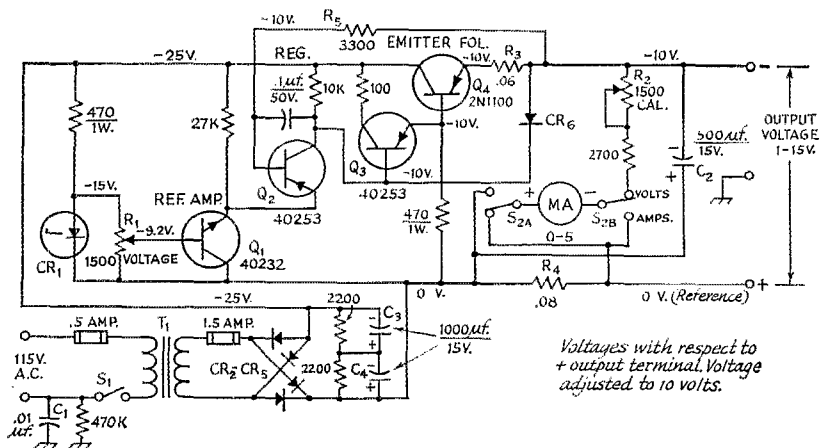 -10V.
R5
3300
EMITTER FOL.
-25V.
REG.
-10V.
R3
.06
-10V.
-
470
1W.
27K
.1µf.
50V.
10K
100
Q4
2N1100
-10V.
CR6
R2
1500
CAL.
2700
500µf.
15V.
C2
OUTPUT
VOLTAGE
1-15V.
-15V.
REF. AMP.
Q2
40253
Q3
-10V.
40253
470
1W.
+
MA
-
VOLTS
S2A
S2B
AMPS.
0-5
CR1
R1
1500
-9.2V.
VOLTAGE
Q1
40232
R4
.08
0 V.
0 V. (Reference)
+
-25V.
.5 AMP.
T1
1.5 AMP.
2200
C3
1000µf.
15V.
115V.
A.C.
S1
CR2-CR5
2200
C4
.01
µf.
C1
470K
Voltages with respect to
+ output terminal. Voltage
adjusted to 10 volts.